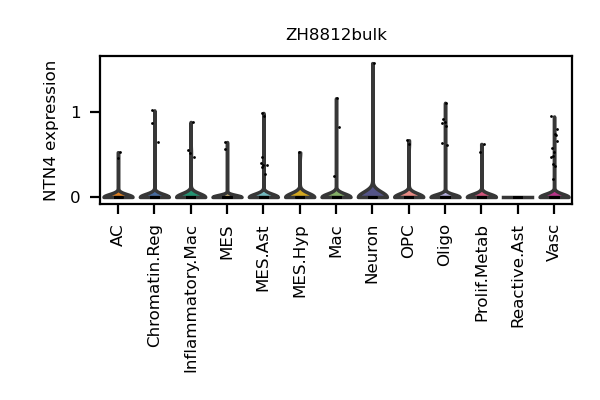 ZH8812bulk
NTN4 expression
1
0
AC
Chromatin.Reg
Inflammatory.Mac
MES
MES.Ast
MES.Hyp
Mac
Neuron
OPC
Oligo
Prolif.Metab
Reactive.Ast
Vasc